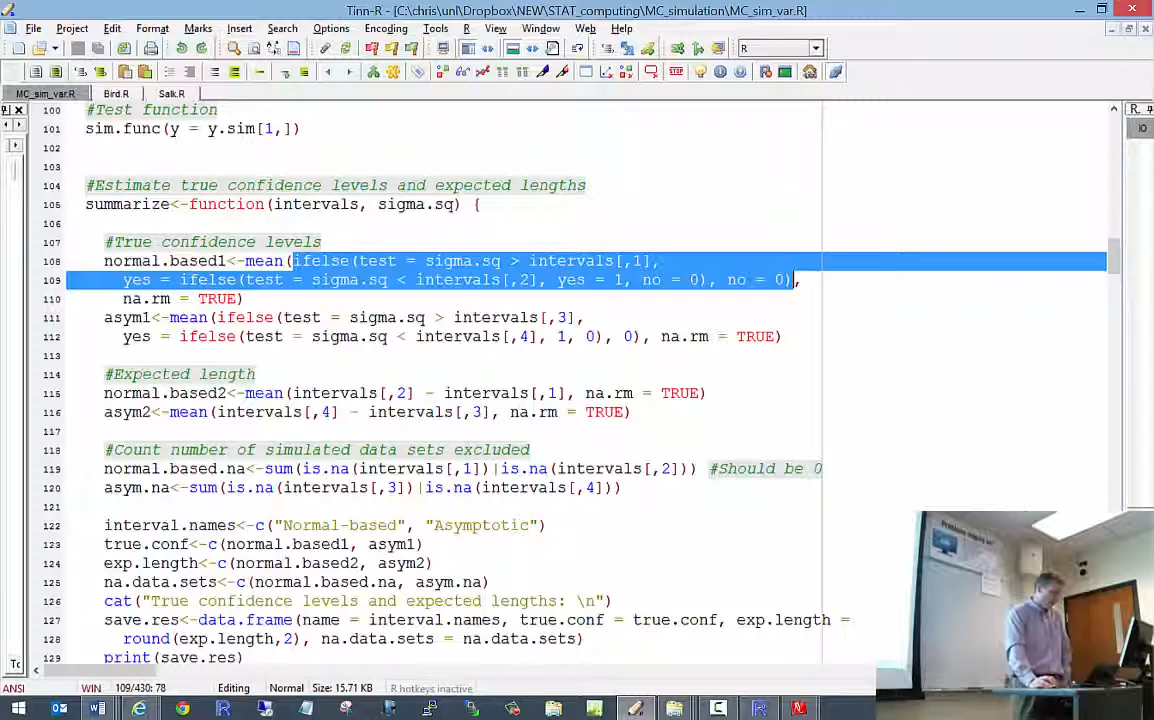 Tinn-R - [C:\chris\unl\Dropbox\NEW\STAT_computing\MC_simulation\MC_sim_var.R]
File Project Edit Format Marks Insert Search Options Encoding Tools R View Window Web Help
R
MC_sim_var.R Bird.R Salk.R
100 #Test function
101 sim.func(y = y.sim[1,])
102
103
104 #Estimate true confidence levels and expected lengths
105 summarize<-function(intervals, sigma.sq) {
106
107 #True confidence levels
108 normal.based1<-mean(ifelse(test = sigma.sq > intervals[,1],
109 yes = ifelse(test = sigma.sq < intervals[,2], yes = 1, no = 0), no = 0),
110 na.rm = TRUE)
111 asym1<-mean(ifelse(test = sigma.sq > intervals[,3],
112 yes = ifelse(test = sigma.sq < intervals[,4], 1, 0), 0), na.rm = TRUE)
113
114 #Expected length
115 normal.based2<-mean(intervals[,2] - intervals[,1], na.rm = TRUE)
116 asym2<-mean(intervals[,4] - intervals[,3], na.rm = TRUE)
117
118 #Count number of simulated data sets excluded
119 normal.based.na<-sum(is.na(intervals[,1])|is.na(intervals[,2])) #Should be 0
120 asym.na<-sum(is.na(intervals[,3])|is.na(intervals[,4]))
121
122 interval.names<-c("Normal-based", "Asymptotic")
123 true.conf<-c(normal.based1, asym1)
124 exp.length<-c(normal.based2, asym2)
125 na.data.sets<-c(normal.based.na, asym.na)
126 cat("True confidence levels and expected lengths: \n")
127 save.res<-data.frame(name = interval.names, true.conf = true.conf, exp.length =
128 round(exp.length,2), na.data.sets = na.data.sets)
129 print(save.res)
R.
IO
Tc
ANSI WIN 109/430: 78 Editing Normal Size: 15.71 KB R hotkeys inactive